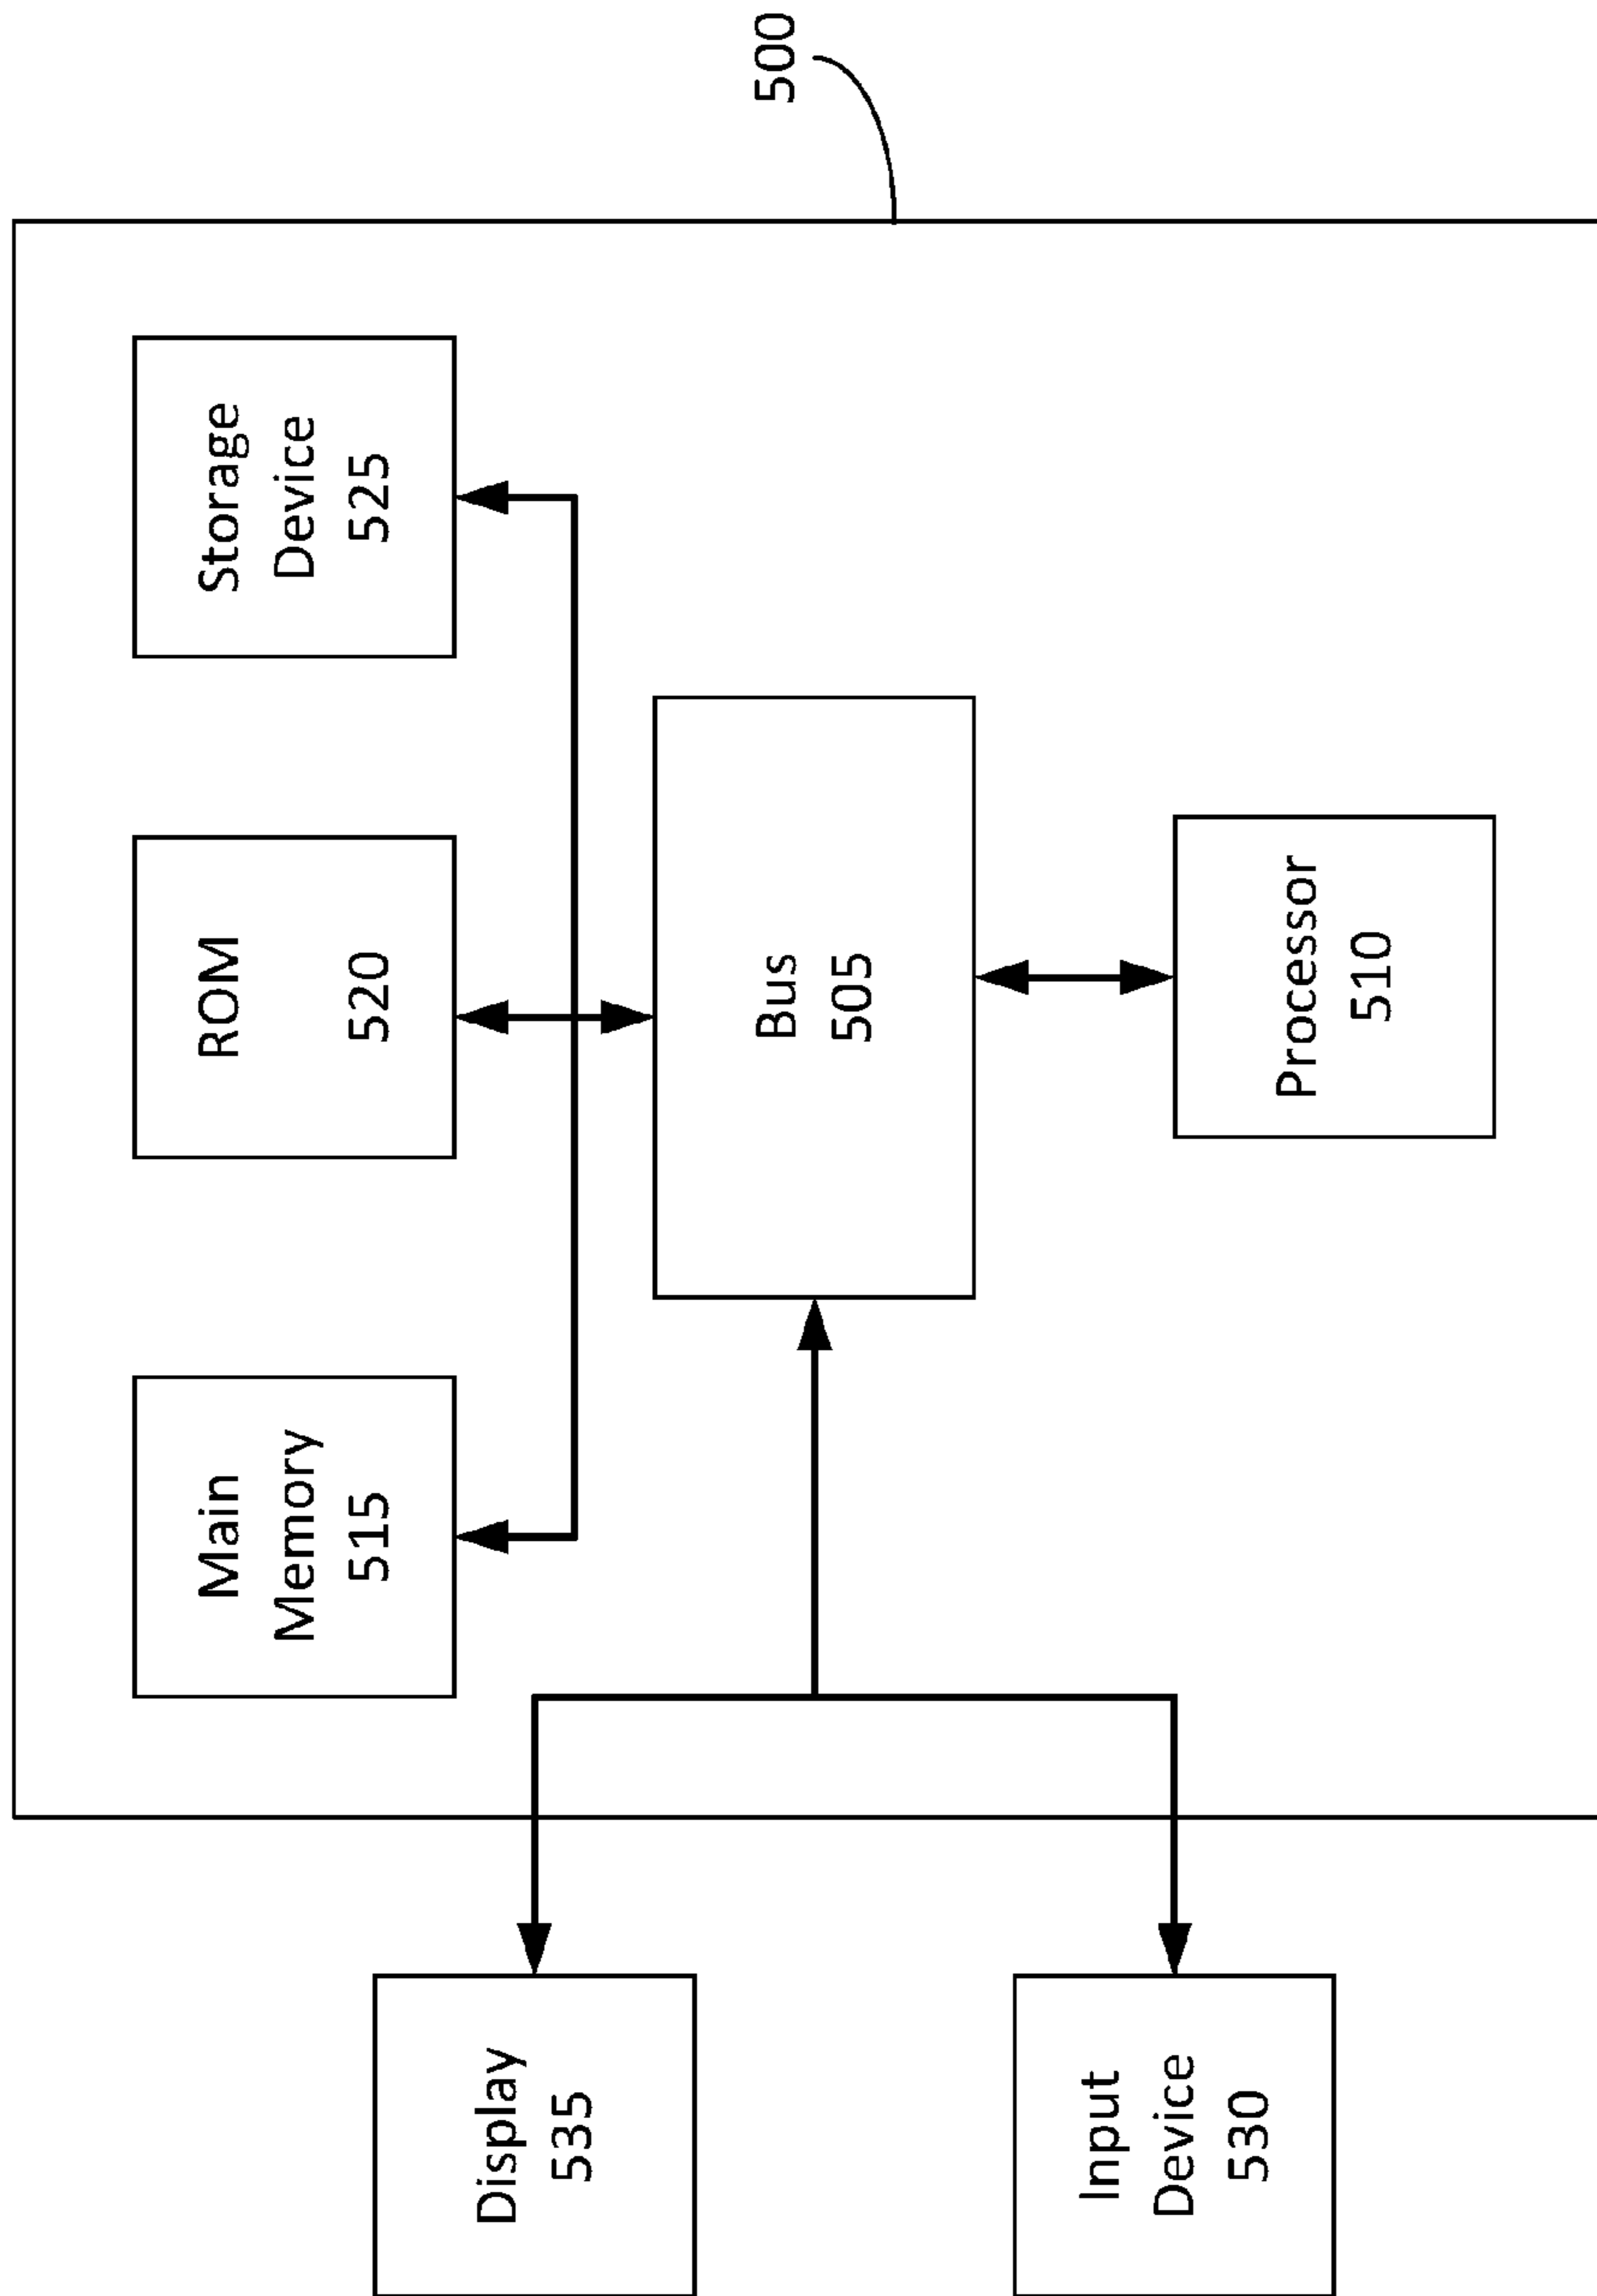 500
Main
Memory
515
ROM
520
Storage
Device
525
Display
535
Bus
505
Input
Device
530
Processor
510